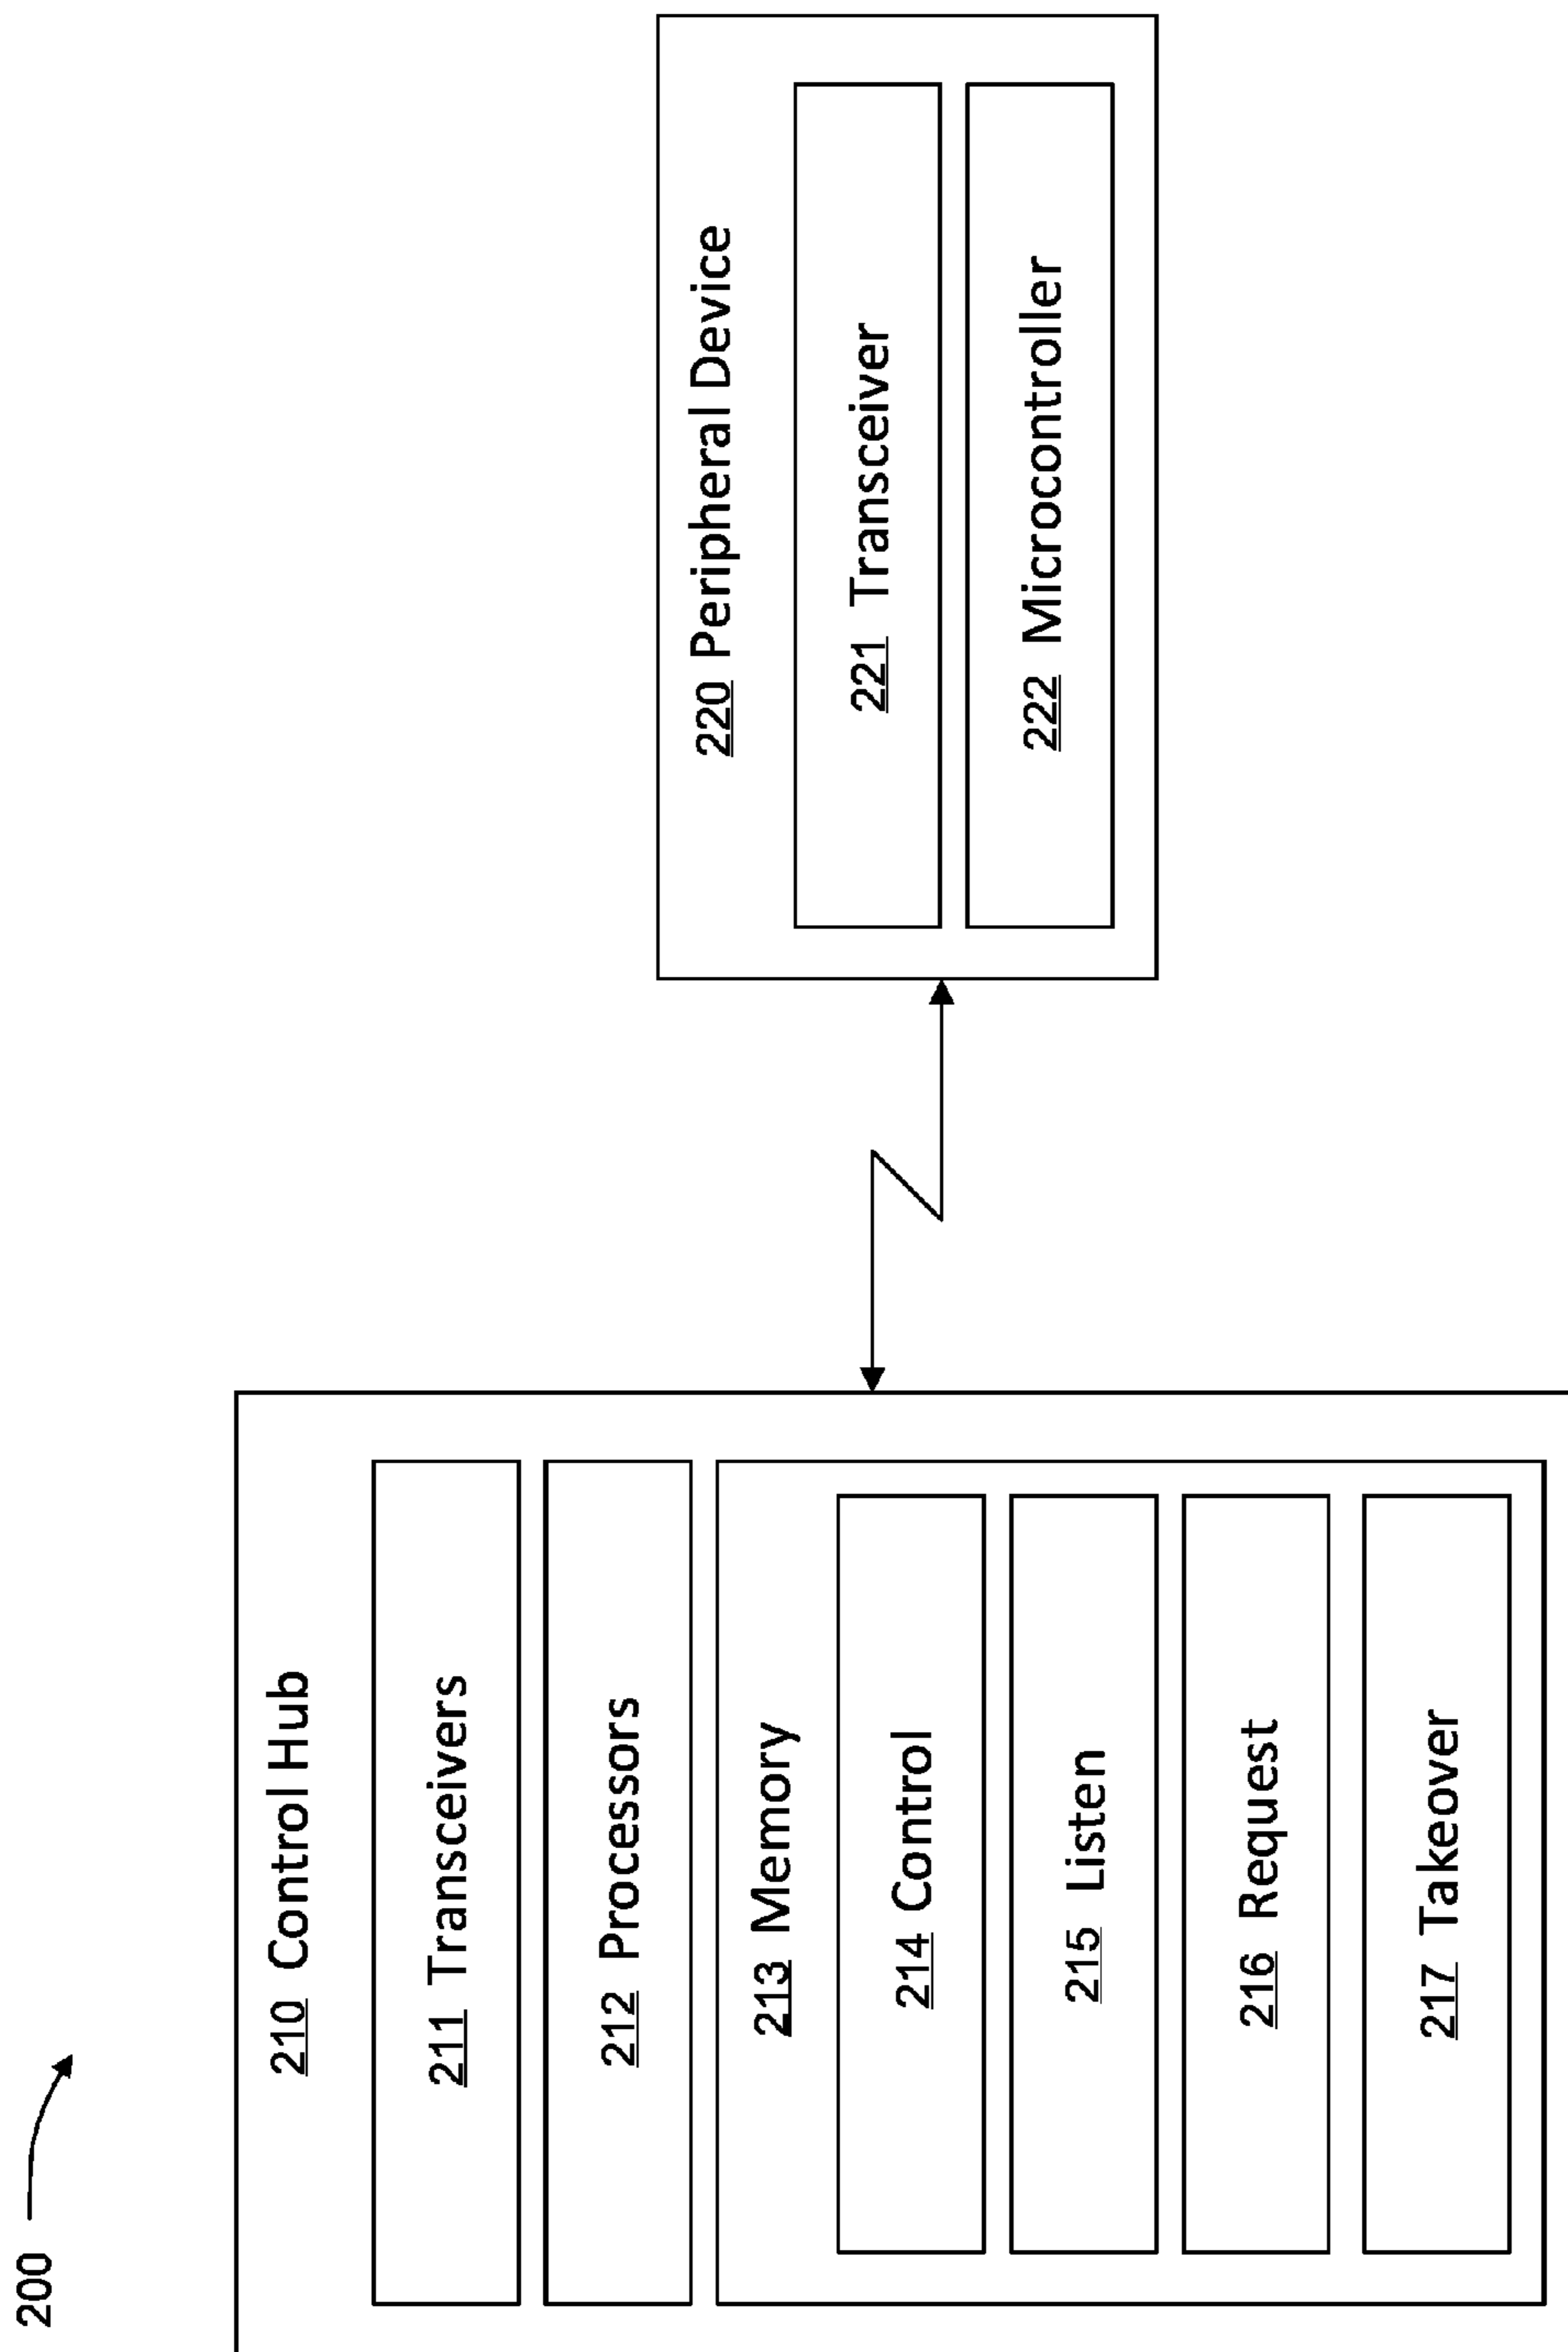 200
210 Control Hub
211 Transceivers
212 Processors
213 Memory
214 Control
215 Listen
216 Request
217 Takeover
220 Peripheral Device
221 Transceiver
222 Microcontroller